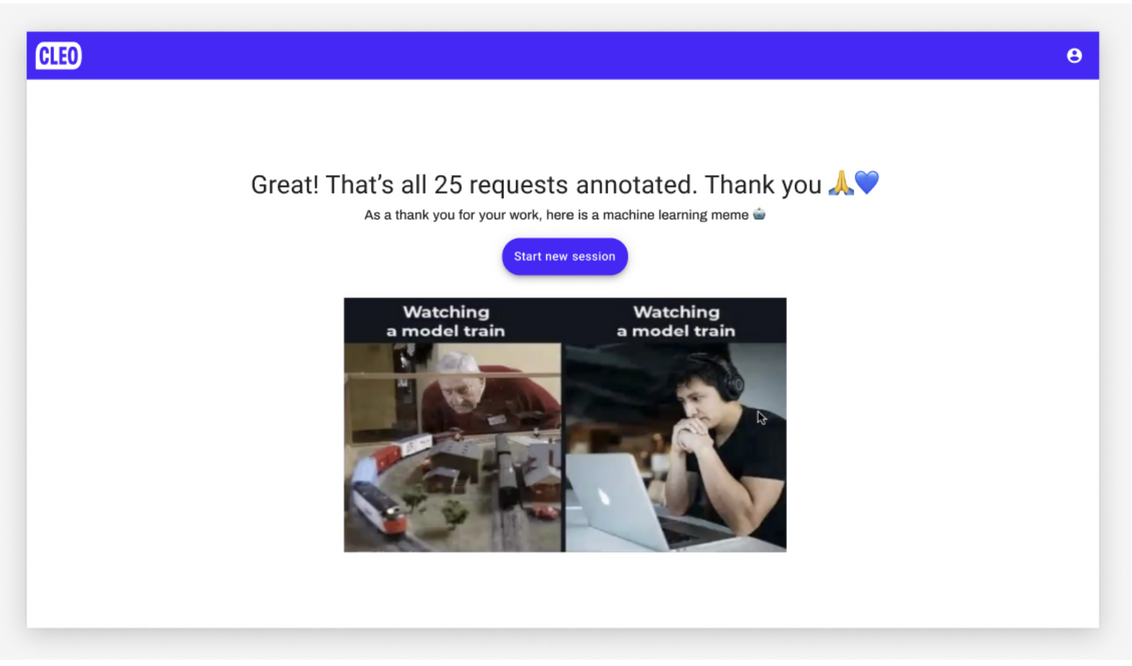 CLEO
Great! That’s all 25 requests annotated. Thank you 🙏💙
As a thank you for your work, here is a machine learning meme 🤖
Start new session
Watching
a model train
Watching
a model train